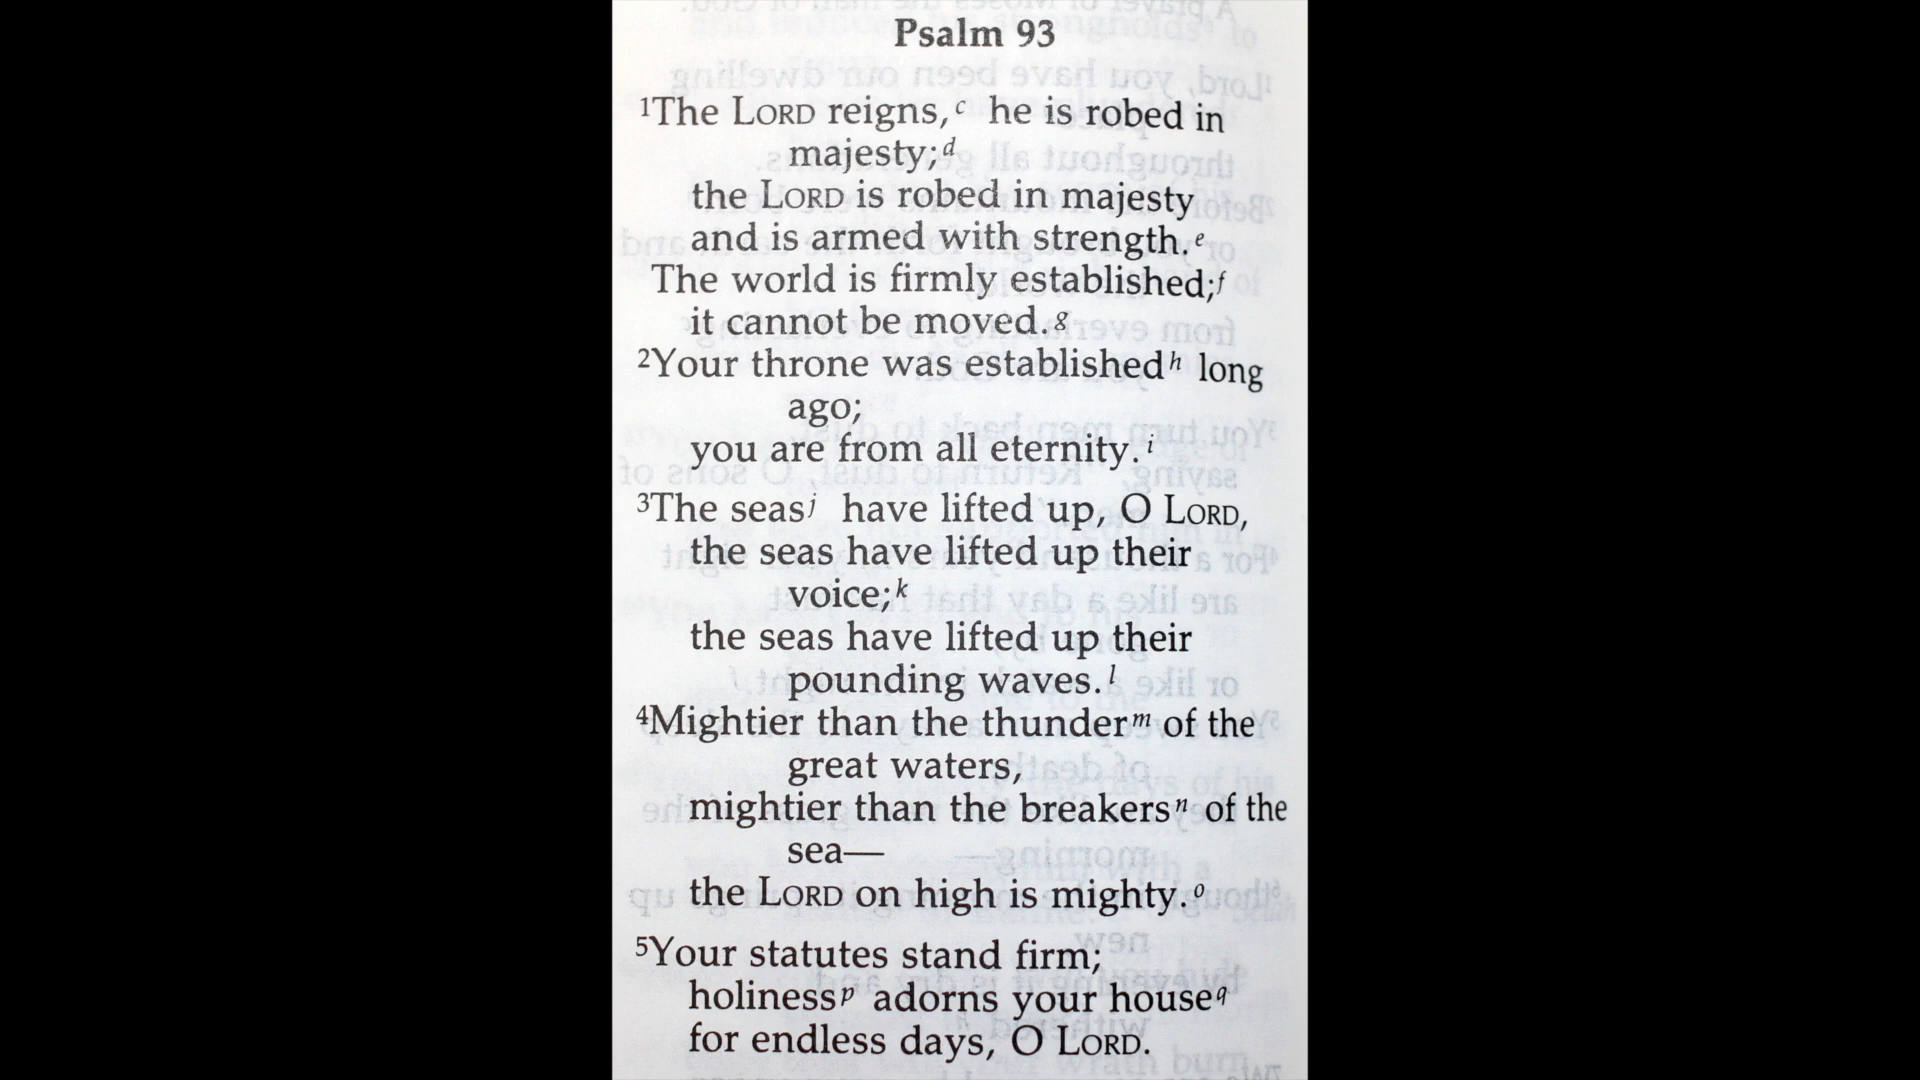 Psalm 93
1The LORD reigns,c he is robed in
majesty;d
the LORD is robed in majesty
and is armed with strength.e
The world is firmly established;f
it cannot be moved.g
2Your throne was establishedh long
ago;
you are from all eternity.i
3The seasj have lifted up, O LORD,
the seas have lifted up their
voice;k
the seas have lifted up their
pounding waves.l
4Mightier than the thunderm of the
great waters,
mightier than the breakersn of the
sea—
the LORD on high is mighty.o
5Your statutes stand firm;
holinessp adorns your houseq
for endless days, O LORD.